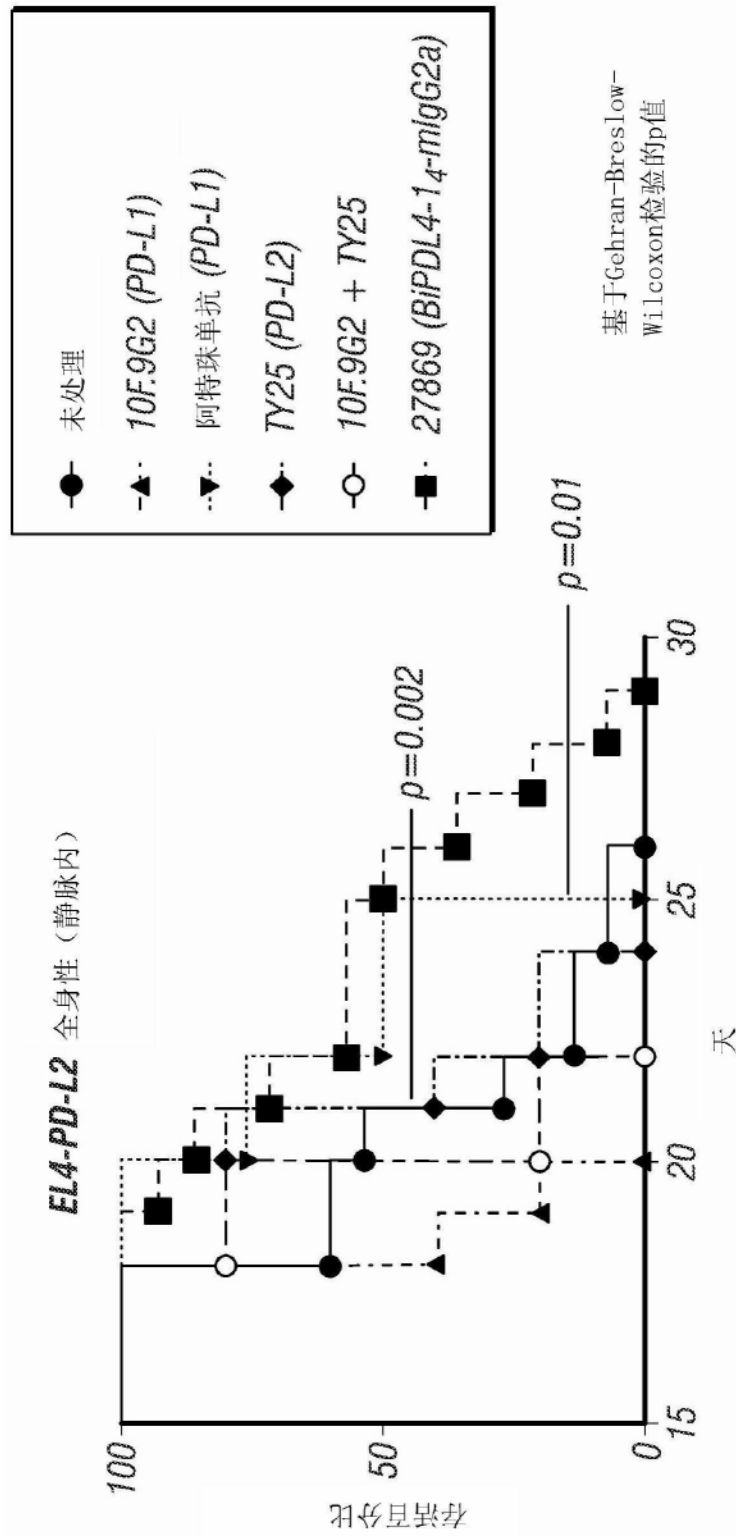 EL4-PD-L2 全身性（静脉内）
存活百分比
100
50
0
15
20
25
30
天
p=0.002
p=0.01
未处理
10F.9G2 (PD-L1)
阿特珠单抗 (PD-L1)
TY25 (PD-L2)
10F.9G2 + TY25
27869 (BiPDL4-1₄-mIgG2a)
基于Gehran-Breslow-
Wilcoxon检验的p值